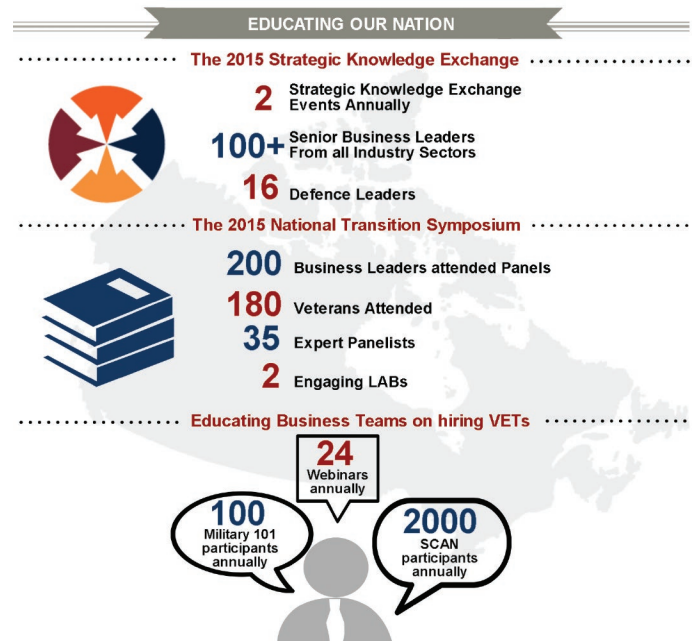 EDUCATING OUR NATION
The 2015 Strategic Knowledge Exchange
2
Strategic Knowledge Exchange
Events Annually
100+
Senior Business Leaders
From all Industry Sectors
16
Defence Leaders
The 2015 National Transition Symposium
200
Business Leaders attended Panels
180
Veterans Attended
35
Expert Panelists
2
Engaging LABs
Educating Business Teams on hiring VETs
24
Webinars
annually
100
Military 101
participants
annually
2000
SCAN
participants
annually